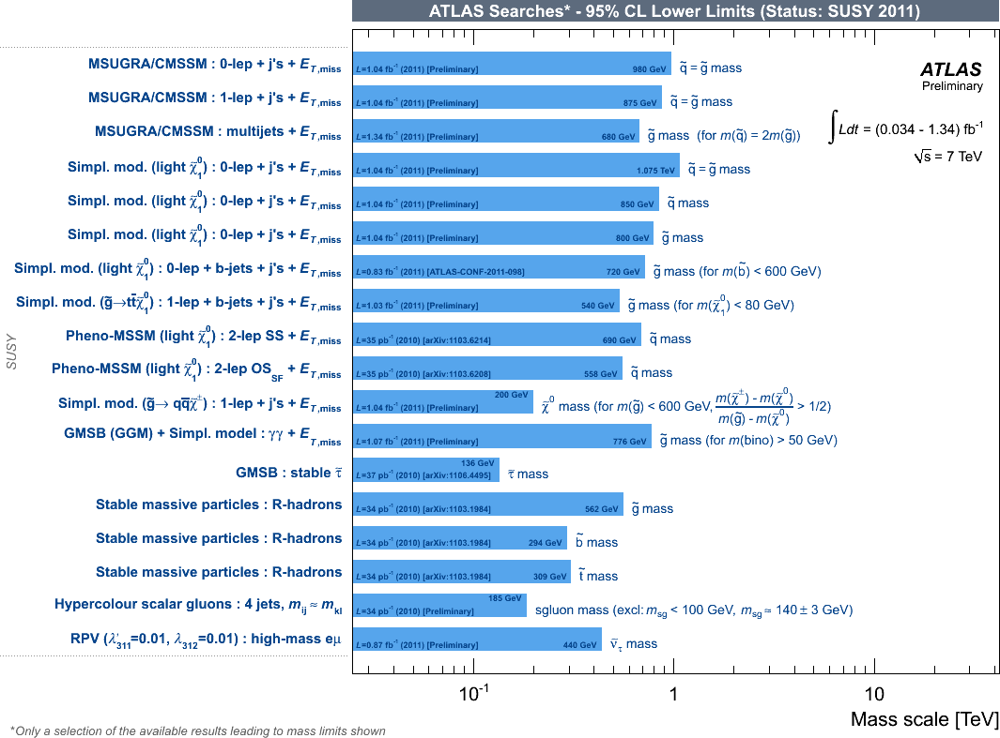 ATLAS Searches* - 95% CL Lower Limits (Status: SUSY 2011)
MSUGRA/CMSSM : 0-lep + j's + E_T,miss L=1.04 fb⁻¹ (2011) [Preliminary] 980 GeV q̃ = g̃ mass
ATLAS
Preliminary
MSUGRA/CMSSM : 1-lep + j's + E_T,miss L=1.04 fb⁻¹ (2011) [Preliminary] 875 GeV q̃ = g̃ mass
MSUGRA/CMSSM : multijets + E_T,miss L=1.34 fb⁻¹ (2011) [Preliminary] 680 GeV g̃ mass (for m(q̃) = 2m(g̃))
∫Ldt = (0.034 - 1.34) fb⁻¹
√s = 7 TeV
Simpl. mod. (light χ̃₁⁰) : 0-lep + j's + E_T,miss L=1.04 fb⁻¹ (2011) [Preliminary] 1.075 TeV q̃ = g̃ mass
Simpl. mod. (light χ̃₁⁰) : 0-lep + j's + E_T,miss L=1.04 fb⁻¹ (2011) [Preliminary] 850 GeV q̃ mass
Simpl. mod. (light χ̃₁⁰) : 0-lep + j's + E_T,miss L=1.04 fb⁻¹ (2011) [Preliminary] 800 GeV g̃ mass
Simpl. mod. (light χ̃₁⁰) : 0-lep + b-jets + j's + E_T,miss L=0.83 fb⁻¹ (2011) [ATLAS-CONF-2011-098] 720 GeV g̃ mass (for m(b̃) < 600 GeV)
Simpl. mod. (g̃→tt̄χ̃₁⁰) : 1-lep + b-jets + j's + E_T,miss L=1.03 fb⁻¹ (2011) [Preliminary] 540 GeV g̃ mass (for m(χ̃₁⁰) < 80 GeV)
Pheno-MSSM (light χ̃₁⁰) : 2-lep SS + E_T,miss L=35 pb⁻¹ (2010) [arXiv:1103.6214] 690 GeV q̃ mass
Pheno-MSSM (light χ̃₁⁰) : 2-lep OS_SF + E_T,miss L=35 pb⁻¹ (2010) [arXiv:1103.6208] 558 GeV q̃ mass
Simpl. mod. (g̃→ qq̄χ̃±) : 1-lep + j's + E_T,miss L=1.04 fb⁻¹ (2011) [Preliminary] 200 GeV χ̃⁰ mass (for m(g̃) < 600 GeV, m(χ̃±) - m(χ̃⁰) / m(g̃) - m(χ̃⁰) > 1/2)
GMSB (GGM) + Simpl. model : γγ + E_T,miss L=1.07 fb⁻¹ (2011) [Preliminary] 776 GeV g̃ mass (for m(bino) > 50 GeV)
GMSB : stable τ̃ L=37 pb⁻¹ (2010) [arXiv:1106.4495] 136 GeV τ̃ mass
Stable massive particles : R-hadrons L=34 pb⁻¹ (2010) [arXiv:1103.1984] 562 GeV g̃ mass
Stable massive particles : R-hadrons L=34 pb⁻¹ (2010) [arXiv:1103.1984] 294 GeV b̃ mass
Stable massive particles : R-hadrons L=34 pb⁻¹ (2010) [arXiv:1103.1984] 309 GeV t̃ mass
Hypercolour scalar gluons : 4 jets, m_ij ≈ m_kl L=34 pb⁻¹ (2010) [Preliminary] 185 GeV sgluon mass (excl: m_sg < 100 GeV, m_sg ≈ 140 ± 3 GeV)
RPV (λ'₃₁₁=0.01, λ₃₁₂=0.01) : high-mass eμ L=0.87 fb⁻¹ (2011) [Preliminary] 440 GeV ν̃_τ mass
SUSY
10⁻¹ 1 10
Mass scale [TeV]
*Only a selection of the available results leading to mass limits shown